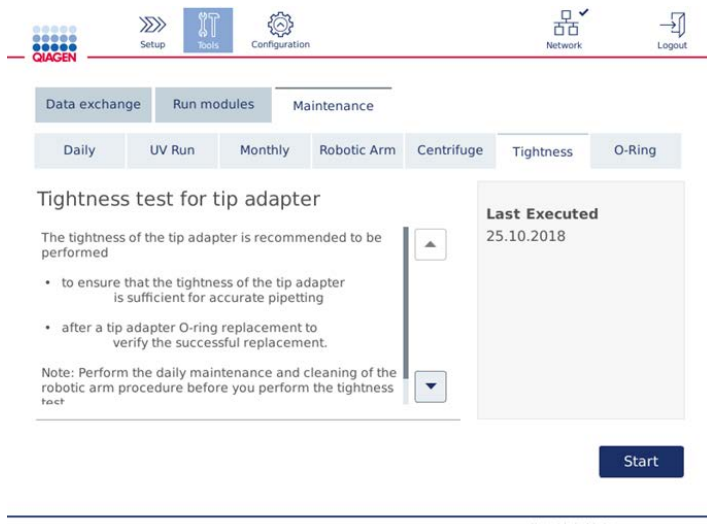 QIAGEN
Setup
Tools
Configuration
Network
Logout
Data exchange
Run modules
Maintenance
Daily
UV Run
Monthly
Robotic Arm
Centrifuge
Tightness
O-Ring
Tightness test for tip adapter
The tightness of the tip adapter is recommended to be
performed
• to ensure that the tightness of the tip adapter
is sufficient for accurate pipetting
• after a tip adapter O-ring replacement to
verify the successful replacement.
Note: Perform the daily maintenance and cleaning of the
robotic arm procedure before you perform the tightness
test
Last Executed
25.10.2018
Start